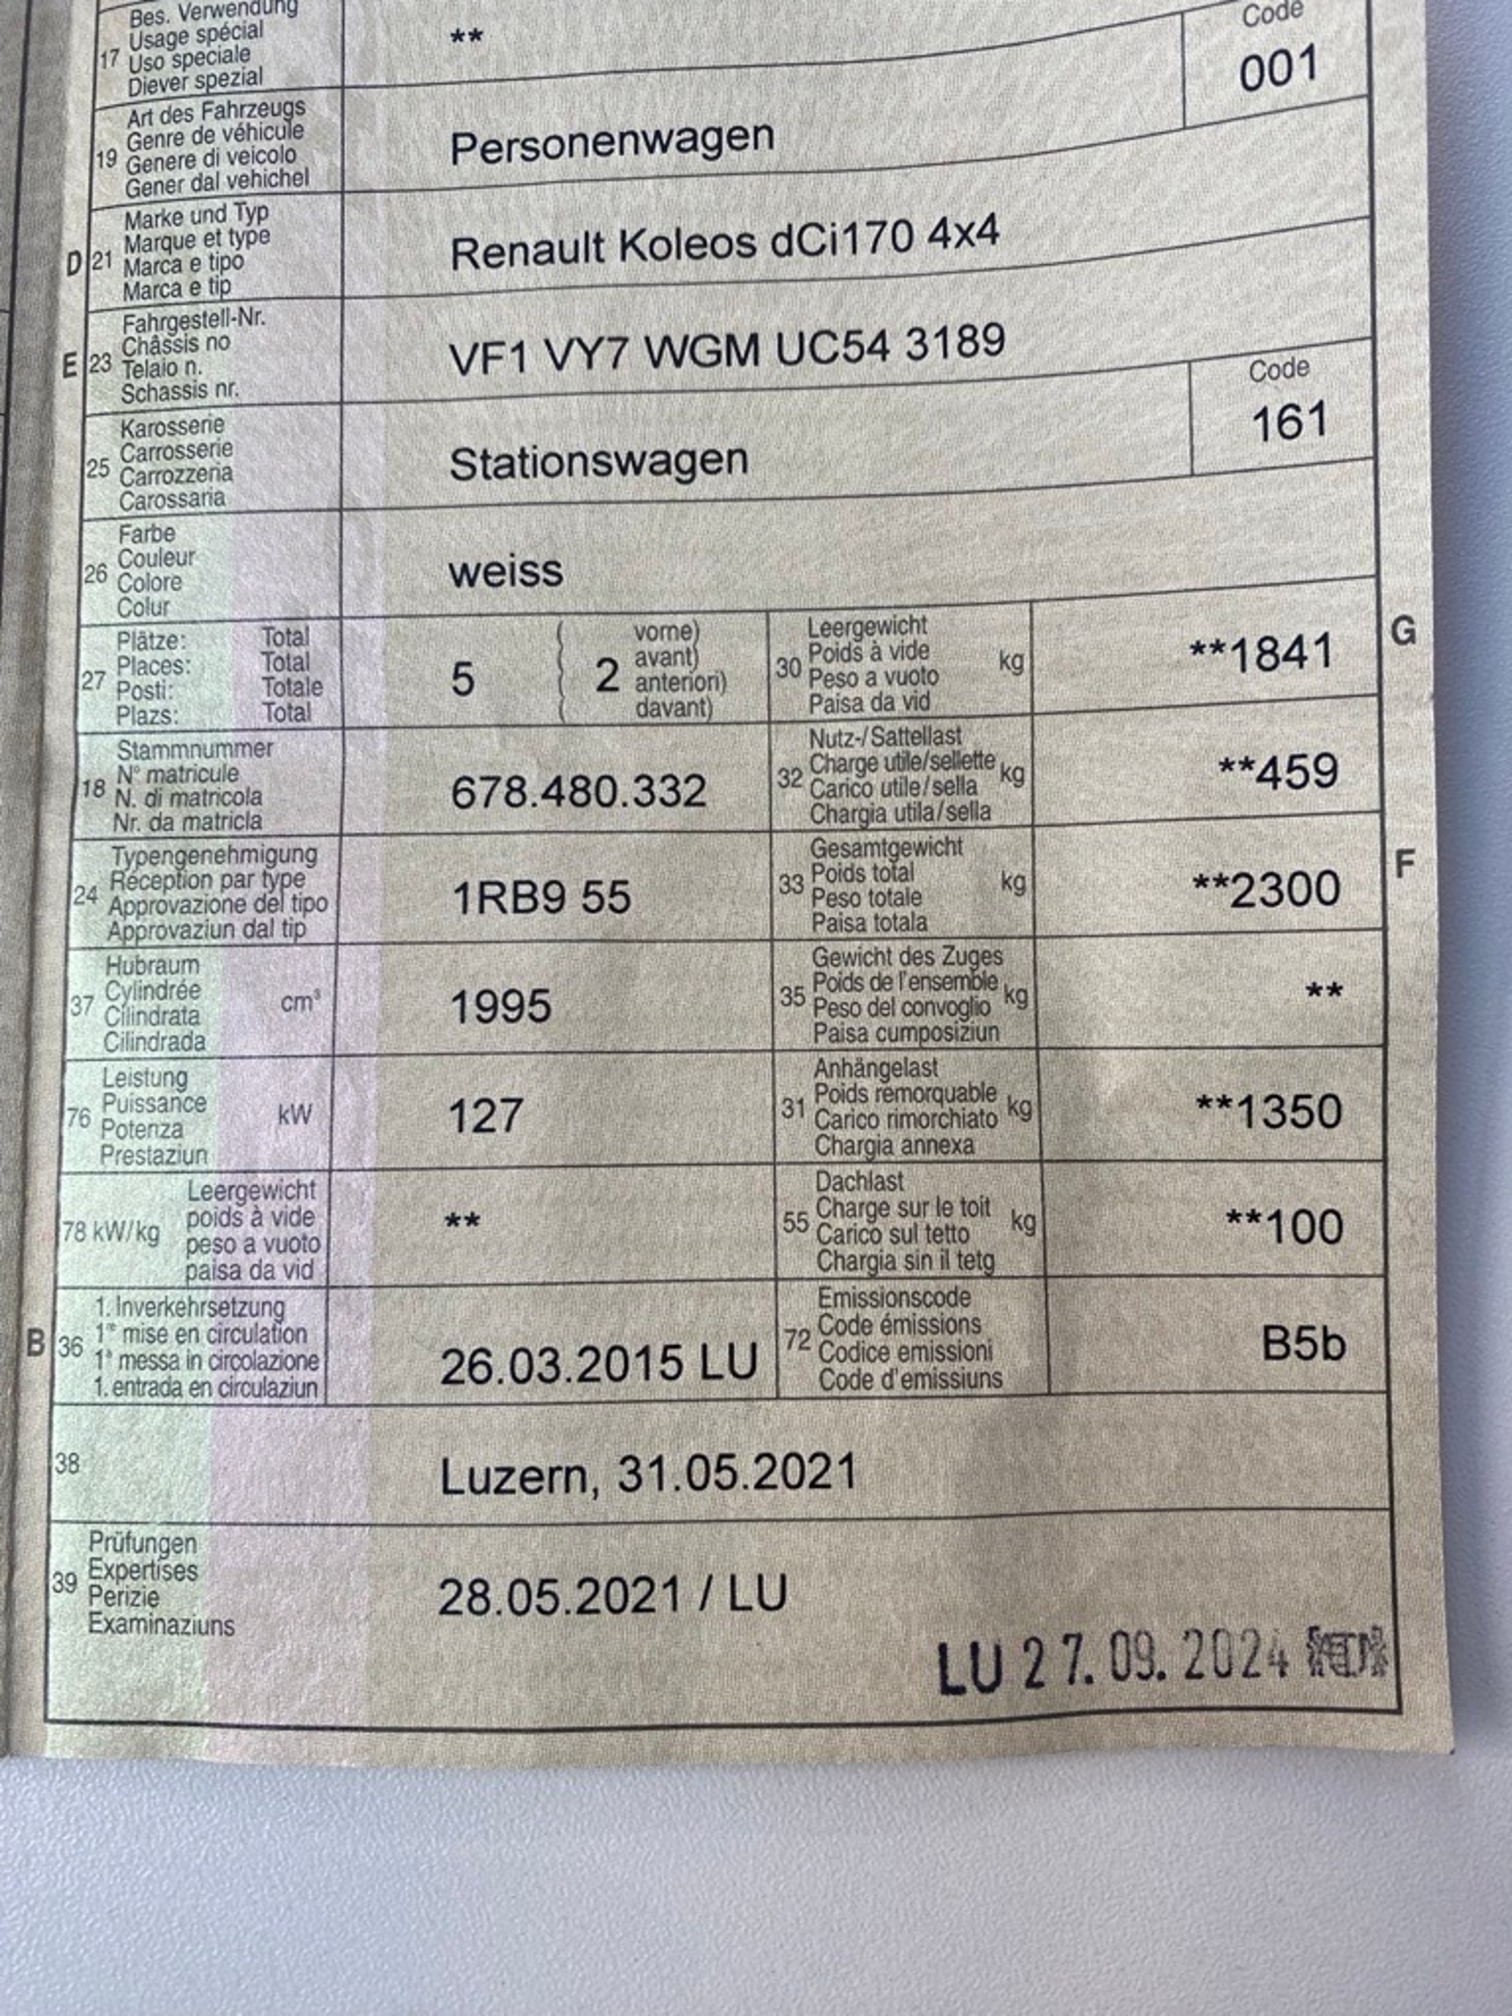 Bes. Verwendung
17 Usage spécial
Uso speciale
Diever spezial
**
Code
001
Art des Fahrzeugs
19 Genre de véhicule
Genere di veicolo
Gener dal vehichel
Personenwagen
Marke und Typ
D 21 Marque et type
Marca e tipo
Marca e tip
Renault Koleos dCi170 4x4
Fahrgestell-Nr.
E 23 Châssis no
Telaio n.
Schassis nr.
VF1 VY7 WGM UC54 3189
Karosserie
25 Carrosserie
Carrozzeria
Carossaria
Stationswagen
Code
161
Farbe
26 Couleur
Colore
Colur
weiss
Plätze: Total
27 Places: Total
Posti: Totale
Plazs: Total
5 ( 2 vorne)
( avant)
( anteriori)
( davant)
Leergewicht
30 Poids à vide kg
Peso a vuoto
Paisa da vid
**1841
G
Stammnummer
18 N° matricule
N. di matricola
Nr. da matricla
678.480.332
Nutz-/Sattellast
32 Charge utile/sellette kg
Carico utile/sella
Chargia utila/sella
**459
Typengenehmigung
24 Réception par type
Approvazione del tipo
Approvaziun dal tip
1RB9 55
Gesamtgewicht
33 Poids total kg
Peso totale
Paisa totala
**2300
F
Hubraum
37 Cylindrée cm³
Cilindrata
Cilindrada
1995
Gewicht des Zuges
35 Poids de l'ensemble kg
Peso del convoglio
Paisa cumposiziun
**
Leistung
76 Puissance kW
Potenza
Prestaziun
127
Anhängelast
31 Poids remorquable kg
Carico rimorchiato
Chargia annexa
**1350
Leergewicht
78 kW/kg poids à vide
peso a vuoto
paisa da vid
**
Dachlast
55 Charge sur le toit kg
Carico sul tetto
Chargia sin il tetg
**100
1. Inverkehrsetzung
B 36 1re mise en circulation
1a messa in circolazione
1. entrada en circulaziun
26.03.2015 LU
Emissionscode
72 Code émissions
Codice emissioni
Code d'emissiuns
B5b
38
Luzern, 31.05.2021
Prüfungen
39 Expertises
Perizie
Examinaziuns
28.05.2021 / LU
LU 27.09.2024